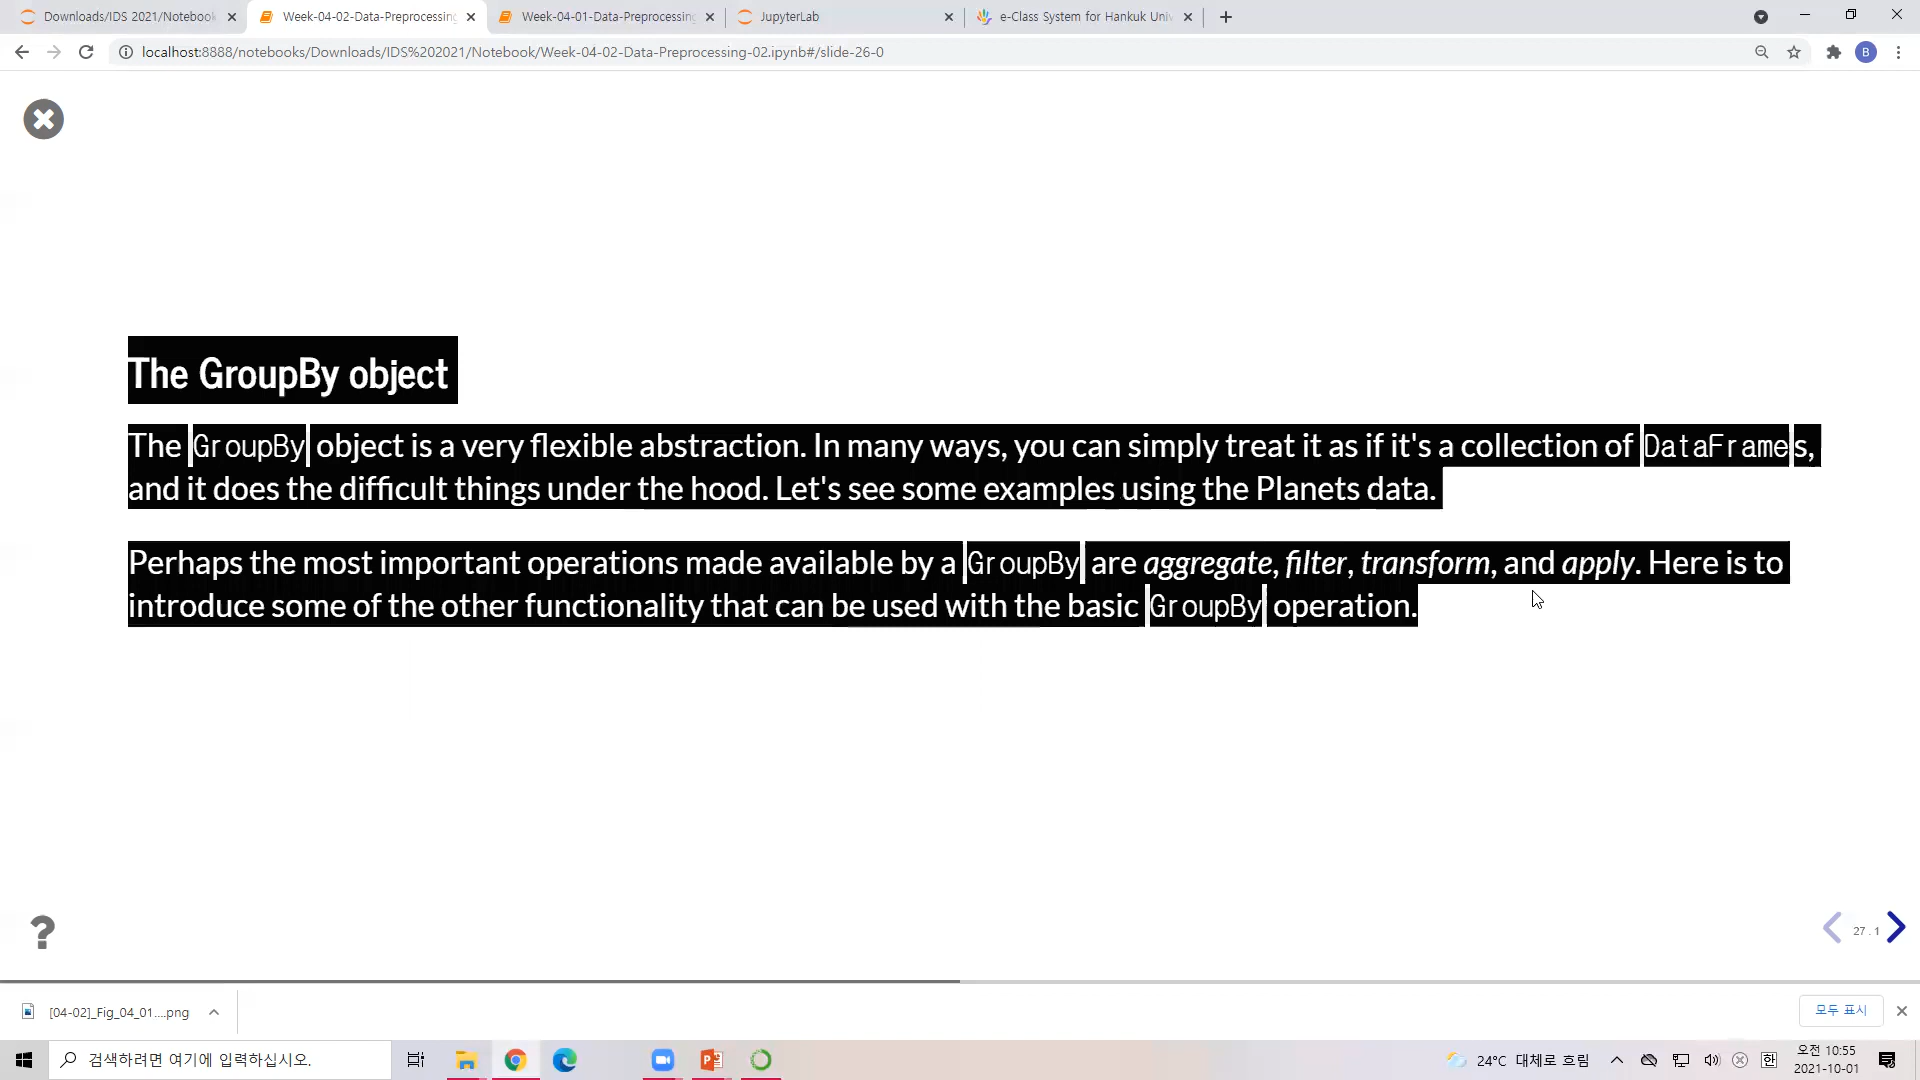 Downloads/IDS 2021/Notebook
Week-04-02-Data-Preprocessing
Week-04-01-Data-Preprocessing
JupyterLab
e-Class System for Hankuk Uni
localhost:8888/notebooks/Downloads/IDS%202021/Notebook/Week-04-02-Data-Preprocessing-02.ipynb#/slide-26-0
B
The GroupBy object
The GroupBy object is a very flexible abstraction. In many ways, you can simply treat it as if it's a collection of DataFrames,
and it does the difficult things under the hood. Let's see some examples using the Planets data.
Perhaps the most important operations made available by a GroupBy are aggregate, filter, transform, and apply. Here is to
introduce some of the other functionality that can be used with the basic GroupBy operation.
?
27 . 1
[04-02]_Fig_04_01....png
모두 표시
검색하려면 여기에 입력하십시오.
24°C 대체로 흐림
한
오전 10:55
2021-10-01